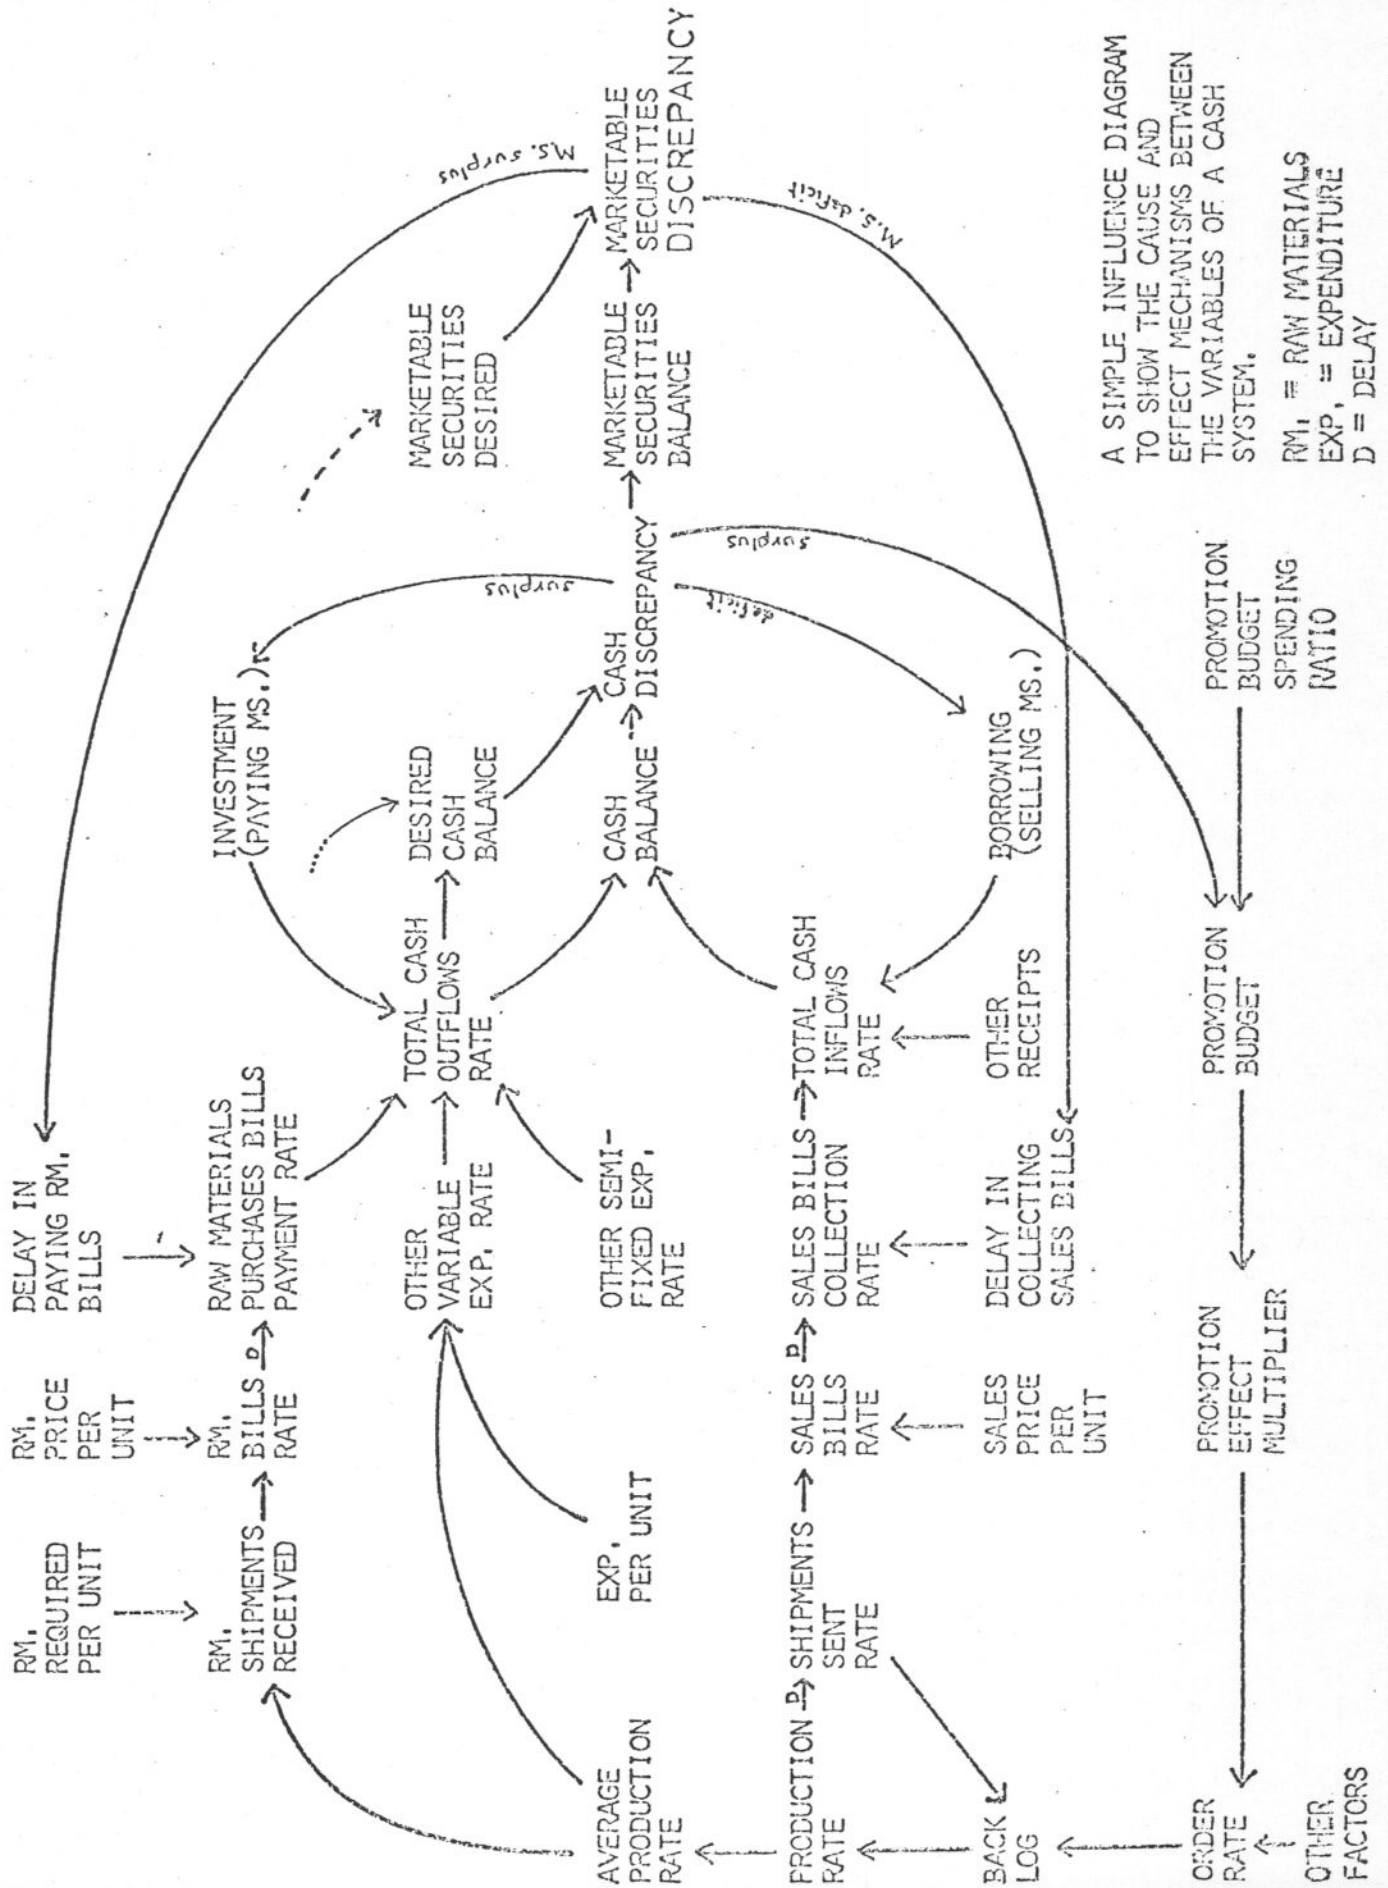 RM.
REQUIRED
PER UNIT
RM.
PRICE
PER
UNIT
DELAY IN
PAYING RM.
BILLS
M.S. surplus
RM.
SHIPMENTS
RECEIVED
RM.
BILLS
RATE
D
RAW MATERIALS
PURCHASES BILLS
PAYMENT RATE
INVESTMENT
(PAYING MS.)
surplus
OTHER
VARIABLE
EXP. RATE
TOTAL CASH
OUTFLOWS
RATE
DESIRED
CASH
BALANCE
MARKETABLE
SECURITIES
DESIRED
AVERAGE
PRODUCTION
RATE
EXP.
PER UNIT
OTHER SEMI-
FIXED EXP.
RATE
CASH
BALANCE
CASH
DISCREPANCY
MARKETABLE
SECURITIES
BALANCE
MARKETABLE
SECURITIES
DISCREPANCY
deficit
surplus
M.S. deficit
PRODUCTION
RATE
D
SHIPMENTS
SENT
RATE
SALES
BILLS
RATE
D
SALES BILLS
COLLECTION
RATE
TOTAL CASH
INFLOWS
RATE
BACK
LOG
SALES
PRICE
PER
UNIT
DELAY IN
COLLECTING
SALES BILLS
OTHER
RECEIPTS
BORROWING
(SELLING MS.)
ORDER
RATE
PROMOTION
EFFECT
MULTIPLIER
PROMOTION
BUDGET
PROMOTION
BUDGET
SPENDING
RATIO
OTHER
FACTORS
A SIMPLE INFLUENCE DIAGRAM
TO SHOW THE CAUSE AND
EFFECT MECHANISMS BETWEEN
THE VARIABLES OF A CASH
SYSTEM.
RM. = RAW MATERIALS
EXP. = EXPENDITURE
D = DELAY